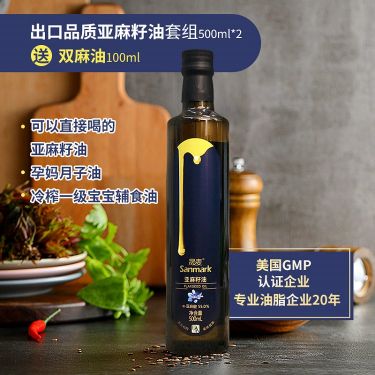 出口品质亚麻籽油套组500ml*2
送 双麻油100ml
可以直接喝的
亚麻籽油
孕妈月子油
冷榨一级宝宝辅食油
晟麦
Sanmark
亚麻籽油
FLAXSEED OIL
净含量
500mL
美国GMP
认证企业
专业油脂企业20年